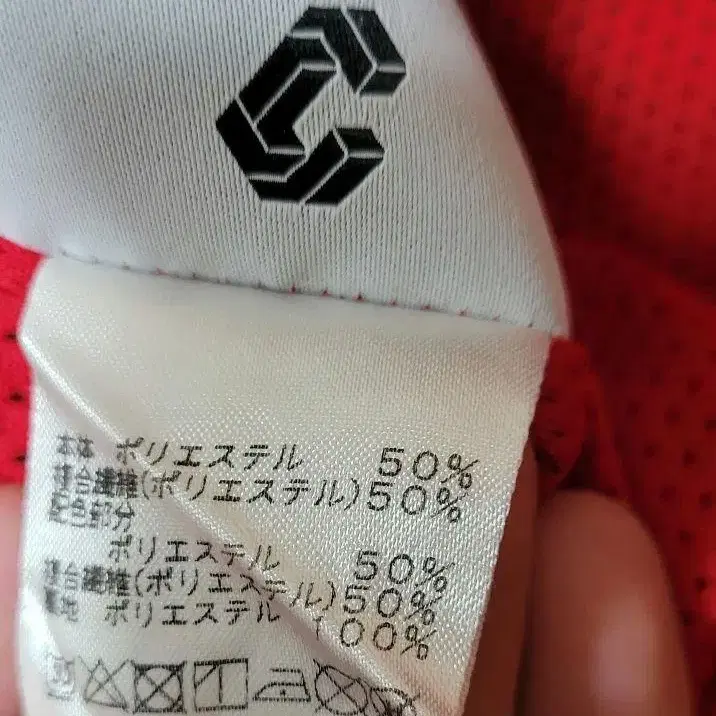 本体 ポリエステル 50%
複合繊維(ポリエステル)50%
配色部分
ポリエステル 50%
複合繊維(ポリエステル)50%
裏地 ポリエステル 100%